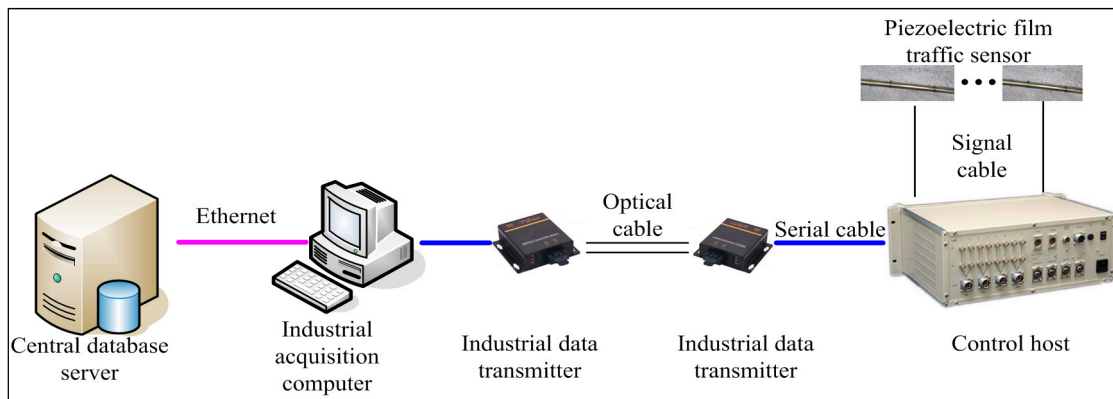 Piezoelectric film
traffic sensor
Signal
cable
Ethernet
Optical
cable
Serial cable
Central database
server
Industrial
acquisition
computer
Industrial data
transmitter
Industrial data
transmitter
Control host